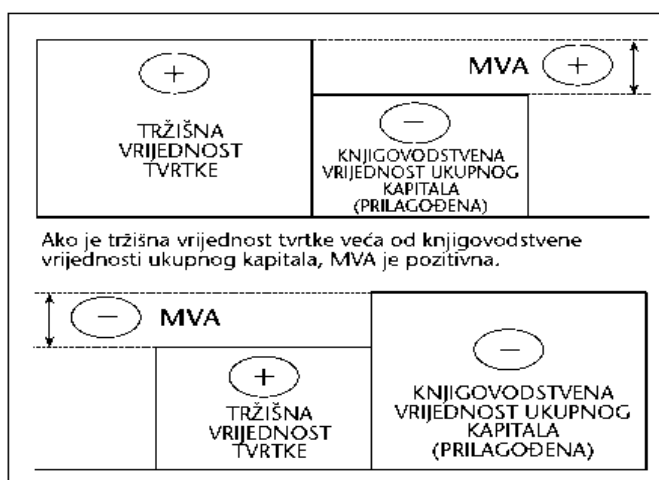 +
MVA +
TRŽIŠNA
VRIJEDNOST
TVRTKE
−
KNJIGOVODSTVENA
VRIJEDNOST UKUPNOG
KAPITALA
(PRILAGOĐENA)
Ako je tržišna vrijednost tvrtke veća od knjigovodstvene
vrijednosti ukupnog kapitala, MVA je pozitivna.
− MVA
+
TRŽIŠNA
VRIJEDNOST
TVRTKE
−
KNJIGOVODSTVENA
VRIJEDNOST UKUPNOG
KAPITALA
(PRILAGOĐENA)